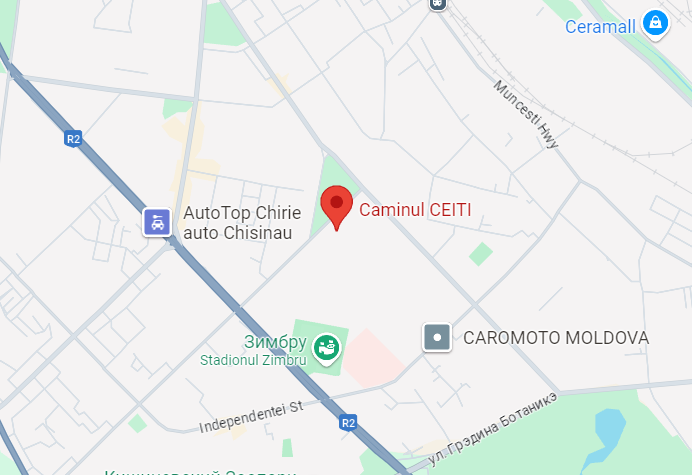 Ceramall
Muncesti Hwy
R2
AutoTop Chirie
auto Chisinau
Caminul CEITI
Зимбру
Stadionul Zimbru
CAROMOTO MOLDOVA
Independentei St
R2
ул. Грэдина Ботаникэ